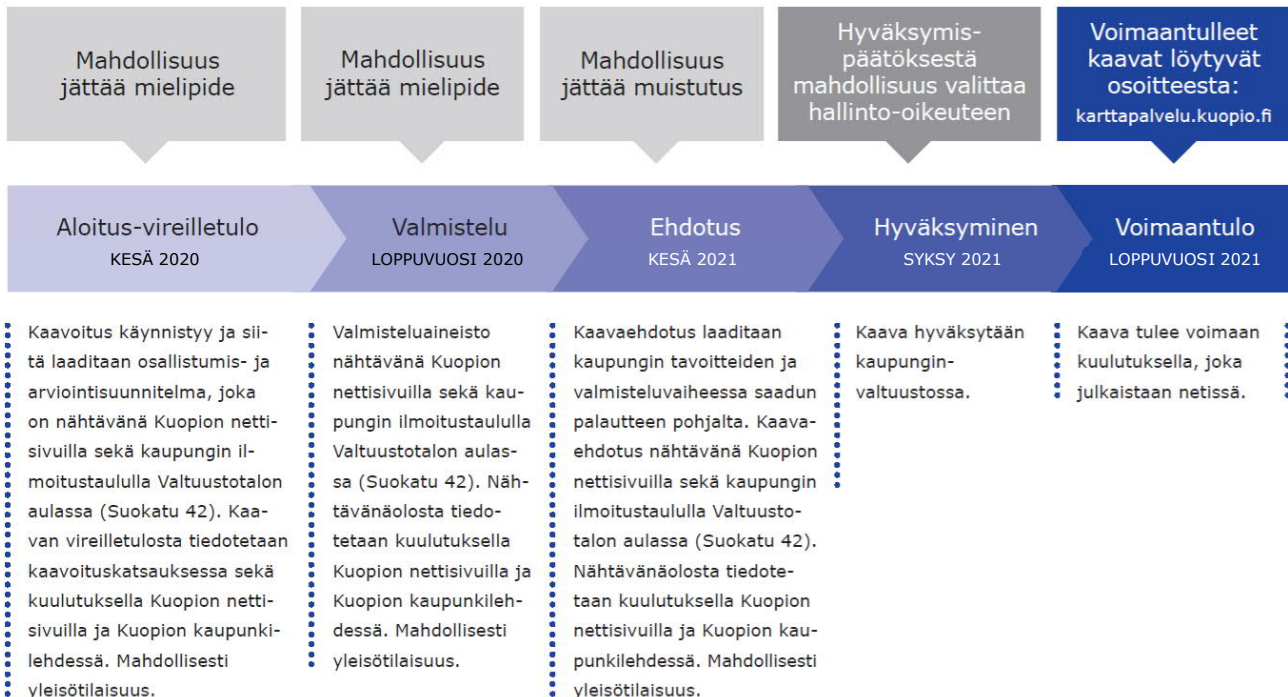 Mahdollisuus
jättää mielipide
Mahdollisuus
jättää mielipide
Mahdollisuus
jättää muistutus
Hyväksymis-
päätöksestä
mahdollisuus valittaa
hallinto-oikeuteen
Voimaantulleet
kaavat löytyvät
osoitteesta:
karttapalvelu.kuopio.fi
Aloitus-vireilletulo
KESÄ 2020
Valmistelu
LOPPUVUOSI 2020
Ehdotus
KESÄ 2021
Hyväksyminen
SYKSY 2021
Voimaantulo
LOPPUVUOSI 2021
Kaavoitus käynnistyy ja sii-
tä laaditaan osallistumis- ja
arviointisuunnitelma, joka
on nähtävänä Kuopion netti-
sivuilla sekä kaupungin il-
moitustaululla Valtuustotalon
aulassa (Suokatu 42). Kaa-
van vireilletulosta tiedotetaan
kaavoituskatsauksessa sekä
kuulutuksella Kuopion netti-
sivuilla ja Kuopion kaupunki-
lehdessä. Mahdollisesti
yleisötilaisuus.
Valmisteluaineisto
nähtävänä Kuopion
nettisivuilla sekä kau-
pungin ilmoitustaululla
Valtuustotalon aulas-
sa (Suokatu 42). Näh-
tävänäolosta tiedo-
tetaan kuulutuksella
Kuopion nettisivuilla ja
Kuopion kaupunkileh-
dessä. Mahdollisesti
yleisötilaisuus.
Kaavaehdotus laaditaan
kaupungin tavoitteiden ja
valmisteluvaiheessa saadun
palautteen pohjalta. Kaava-
ehdotus nähtävänä Kuopion
nettisivuilla sekä kaupungin
ilmoitustaululla Valtuusto-
talon aulassa (Suokatu 42).
Nähtävänäolosta tiedote-
taan kuulutuksella Kuopion
nettisivuilla ja Kuopion kau-
punkilehdessä. Mahdollisesti
yleisötilaisuus.
Kaava hyväksytään
kaupungin-
valtuustossa.
Kaava tulee voimaan
kuulutuksella, joka
julkaistaan netissä.